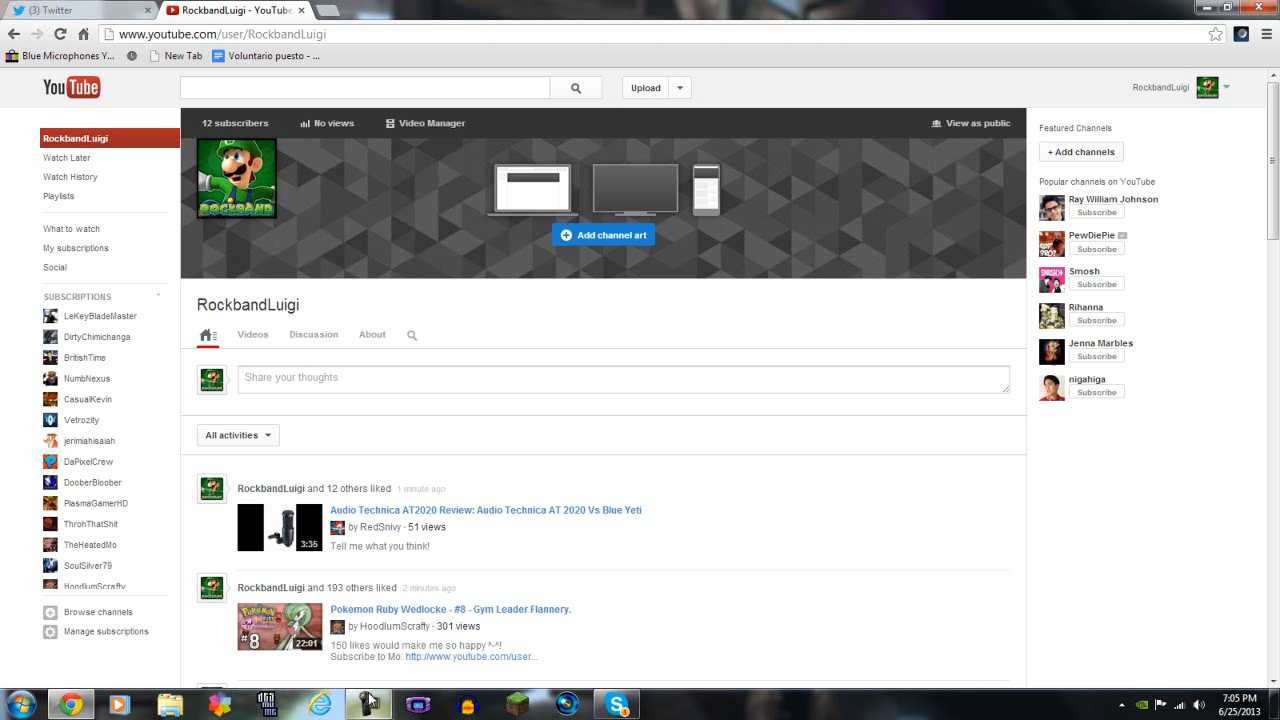 Twitter
RockbandLuigi - YouTube
www.youtube.com/user/RockbandLuigi
Blue Microphones Y...
New Tab
Voluntario puesto - ...
YouTube
Upload
RockbandLuigi
12 subscribers
No views
Video Manager
View as public
RockbandLuigi
Watch Later
Watch History
Playlists
What to watch
My subscriptions
Social
SUBSCRIPTIONS
LeKeyBladeMaster
DirtyChimichanga
BritishTime
NumbNexus
CasualKevin
Vetrozity
jerimiahisaiah
DaPixelCrew
DooberBloober
PlasmaGamerHD
ThrohThatShit
TheHeatedMo
SoulSilver79
HoodlumScrafty
Browse channels
Manage subscriptions
ROCKBAND
Add channel art
RockbandLuigi
Videos
Discussion
About
Share your thoughts
All activities
RockbandLuigi and 12 others liked 1 minute ago
3:35
Audio Technica AT2020 Review: Audio Technica AT 2020 Vs Blue Yeti
by RedSnivy · 51 views
Tell me what you think!
RockbandLuigi and 193 others liked 2 minutes ago
#8
22:01
Pokemon Ruby Wedlocke - #8 - Gym Leader Flannery.
by HoodlumScrafty · 301 views
150 likes would make me so happy ^-^!
Subscribe to Mo: http://www.youtube.com/user...
Featured Channels
+ Add channels
Popular channels on YouTube
Ray William Johnson
Subscribe
PewDiePie
Subscribe
Smosh
Subscribe
Rihanna
Subscribe
Jenna Marbles
Subscribe
nigahiga
Subscribe
7:05 PM
6/25/2013